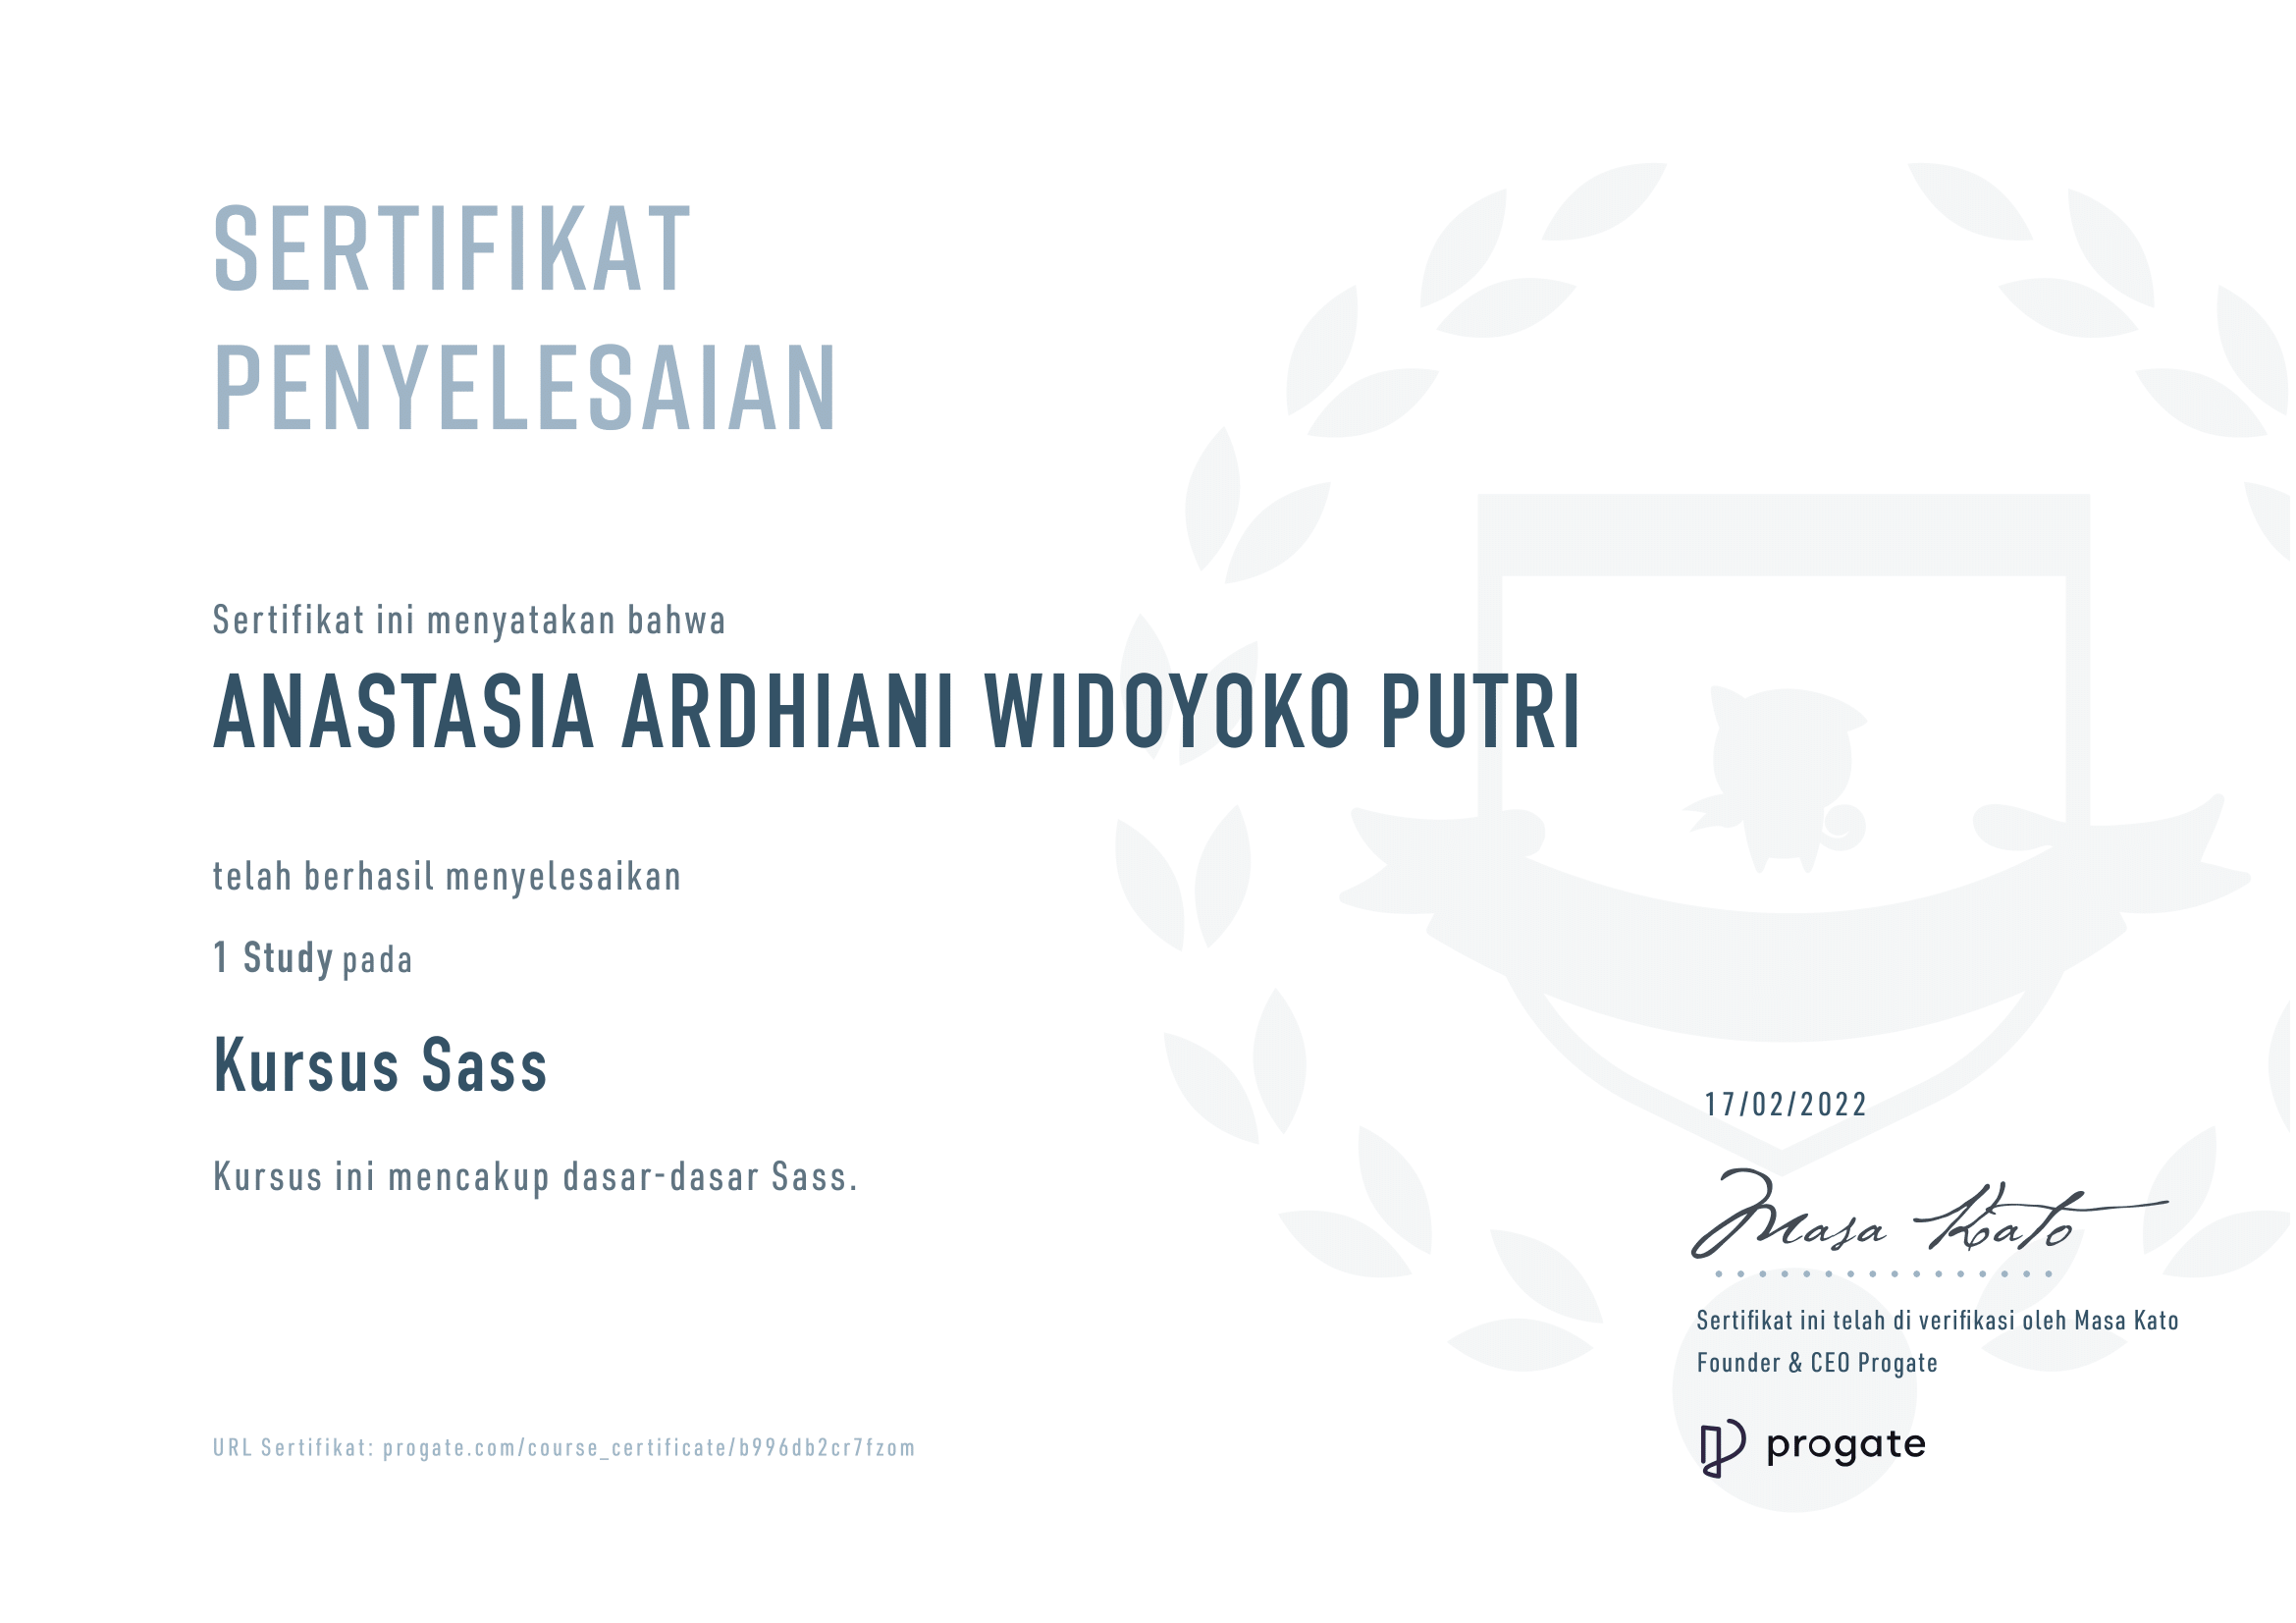 SERTIFIKAT
PENYELESAIAN
Sertifikat ini menyatakan bahwa
ANASTASIA ARDHIANI WIDOYOKO PUTRI
telah berhasil menyelesaikan
1 Study pada
Kursus Sass
Kursus ini mencakup dasar-dasar Sass.
17/02/2022
Masa Kato
Sertifikat ini telah di verifikasi oleh Masa Kato
Founder & CEO Progate
progate
URL Sertifikat: progate.com/course_certificate/b996db2cr7fzom